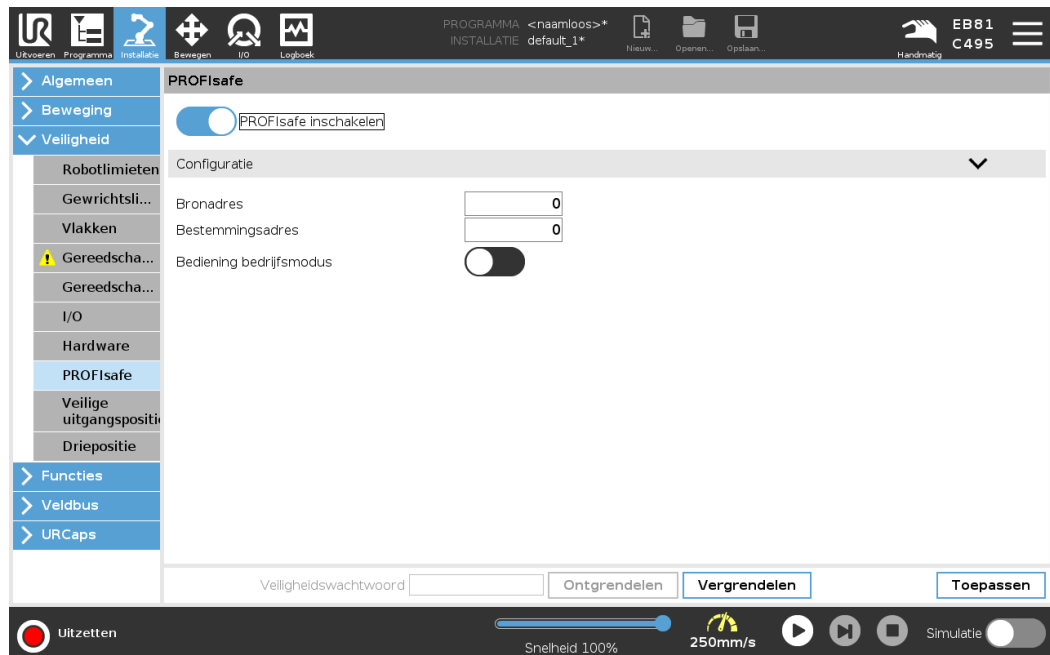 UR
Uitvoeren
Programma
Installatie
Bewegen
I/O
Logboek
PROGRAMMA <naamloos>*
INSTALLATIE default_1*
Nieuw...
Openen...
Opslaan...
Handmatig
EB81
C495
Algemeen
Beweging
Veiligheid
Robotlimieten
Gewrichtsli...
Vlakken
Gereedscha...
Gereedscha...
I/O
Hardware
PROFIsafe
Veilige
uitgangspositi
Driepositie
Functies
Veldbus
URCaps
PROFIsafe
PROFIsafe inschakelen
Configuratie
Bronadres 0
Bestemmingsadres 0
Bediening bedrijfsmodus
Veiligheidswachtwoord
Ontgrendelen
Vergrendelen
Toepassen
Uitzetten
Snelheid 100%
250mm/s
Simulatie